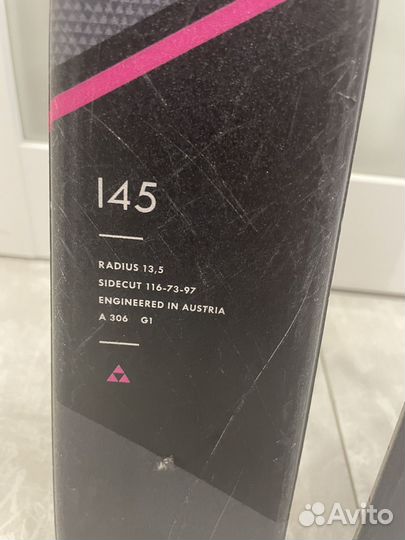 145
RADIUS 13,5
SIDECUT 116-73-97
ENGINEERED IN AUSTRIA
A 306 G1
Avito